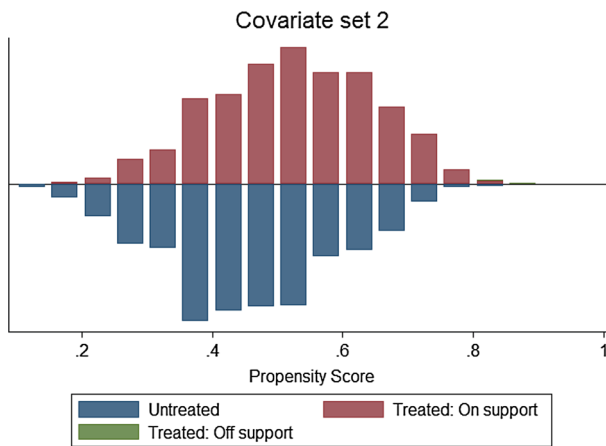 Covariate set 2
.2 .4 .6 .8 1
Propensity Score
Untreated Treated: On support
Treated: Off support